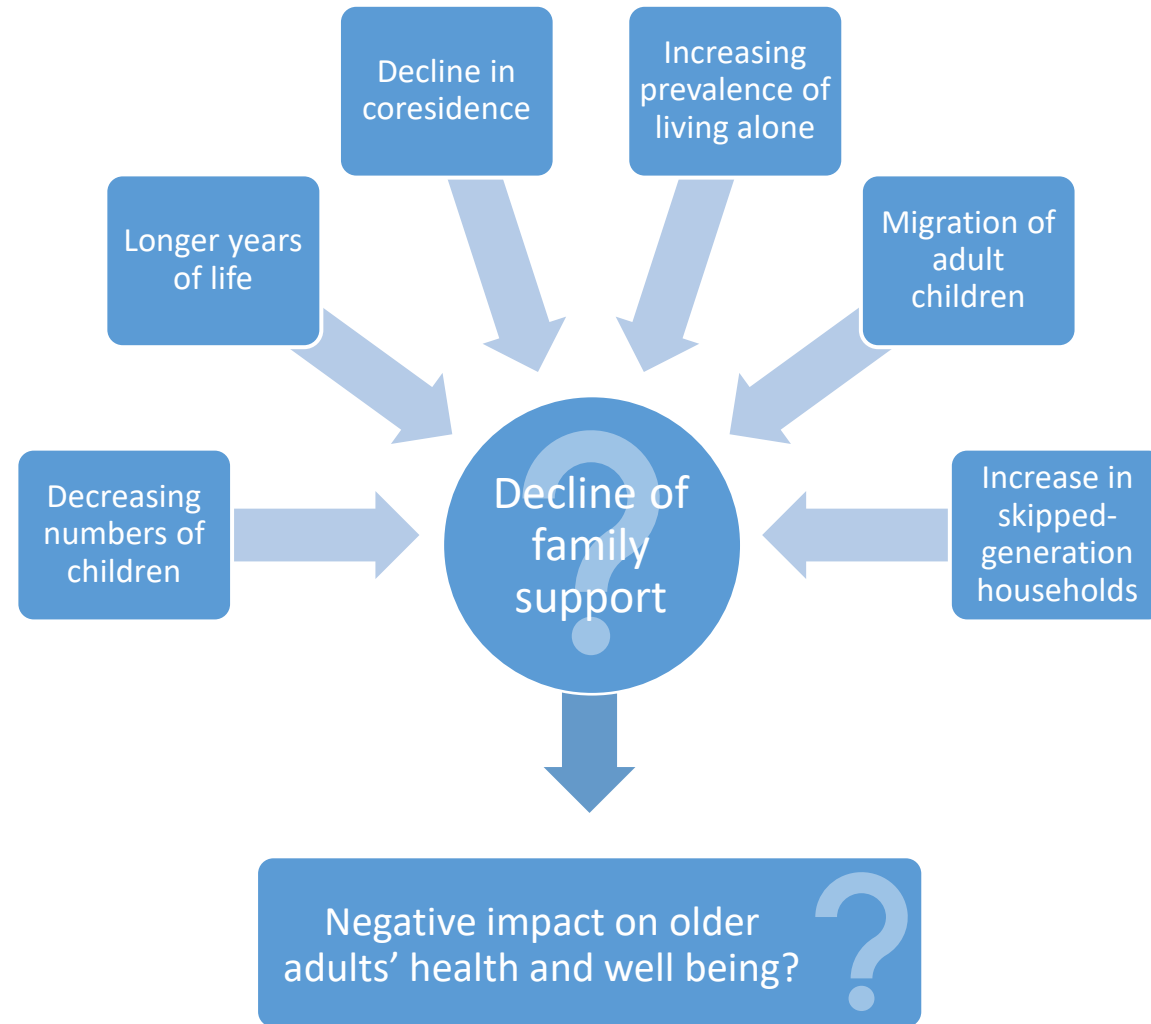 Decline in
coresidence
Increasing
prevalence of
living alone
Longer years
of life
Migration of
adult
children
Decreasing
numbers of
children
Increase in
skipped-
generation
households
?
Decline of
family
support
Negative impact on older
adults’ health and well being?
?